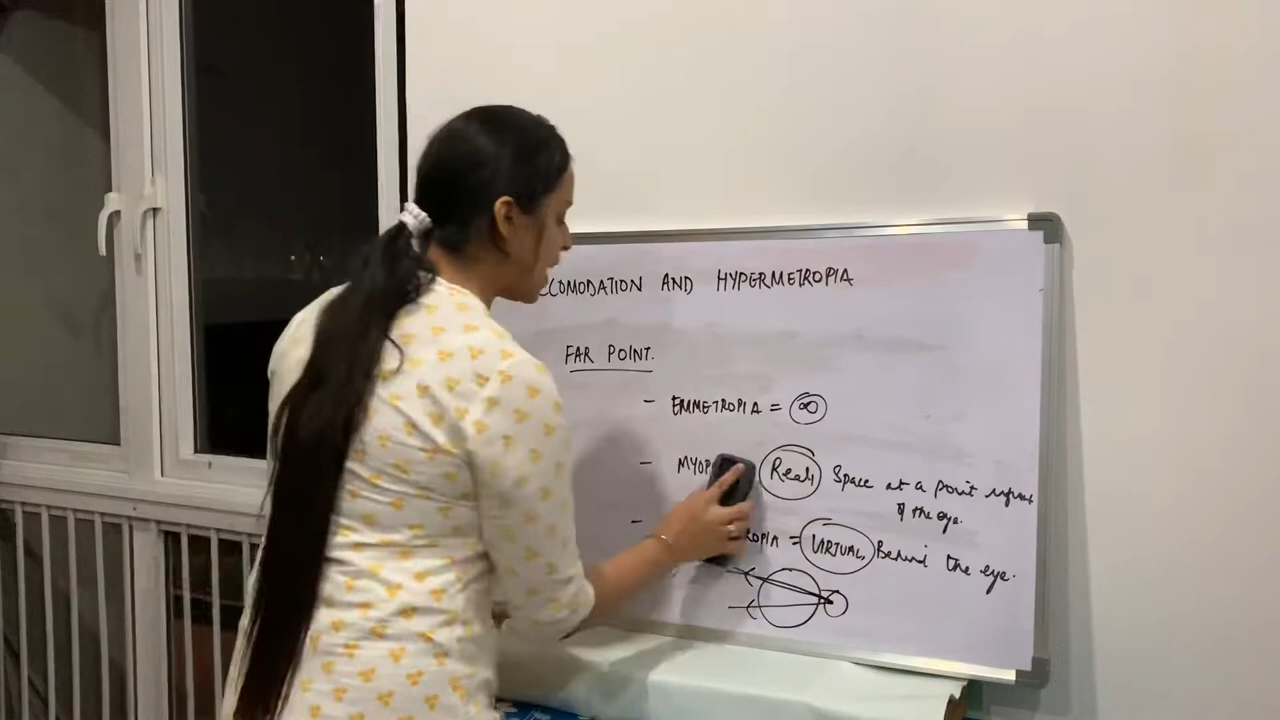 CCOMODATION AND HYPERMETROPIA
FAR POINT.
- EMMETROPIA = ∞
- MYOP Real, Space at a point
of the eye.
- ROPIA = VIRTUAL, Behind the eye.